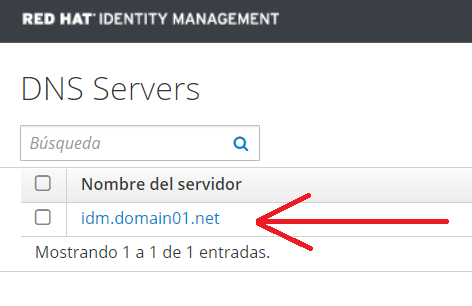 RED HAT® IDENTITY MANAGEMENT
DNS Servers
Búsqueda
Nombre del servidor
idm.domain01.net
Mostrando 1 a 1 de 1 entradas.